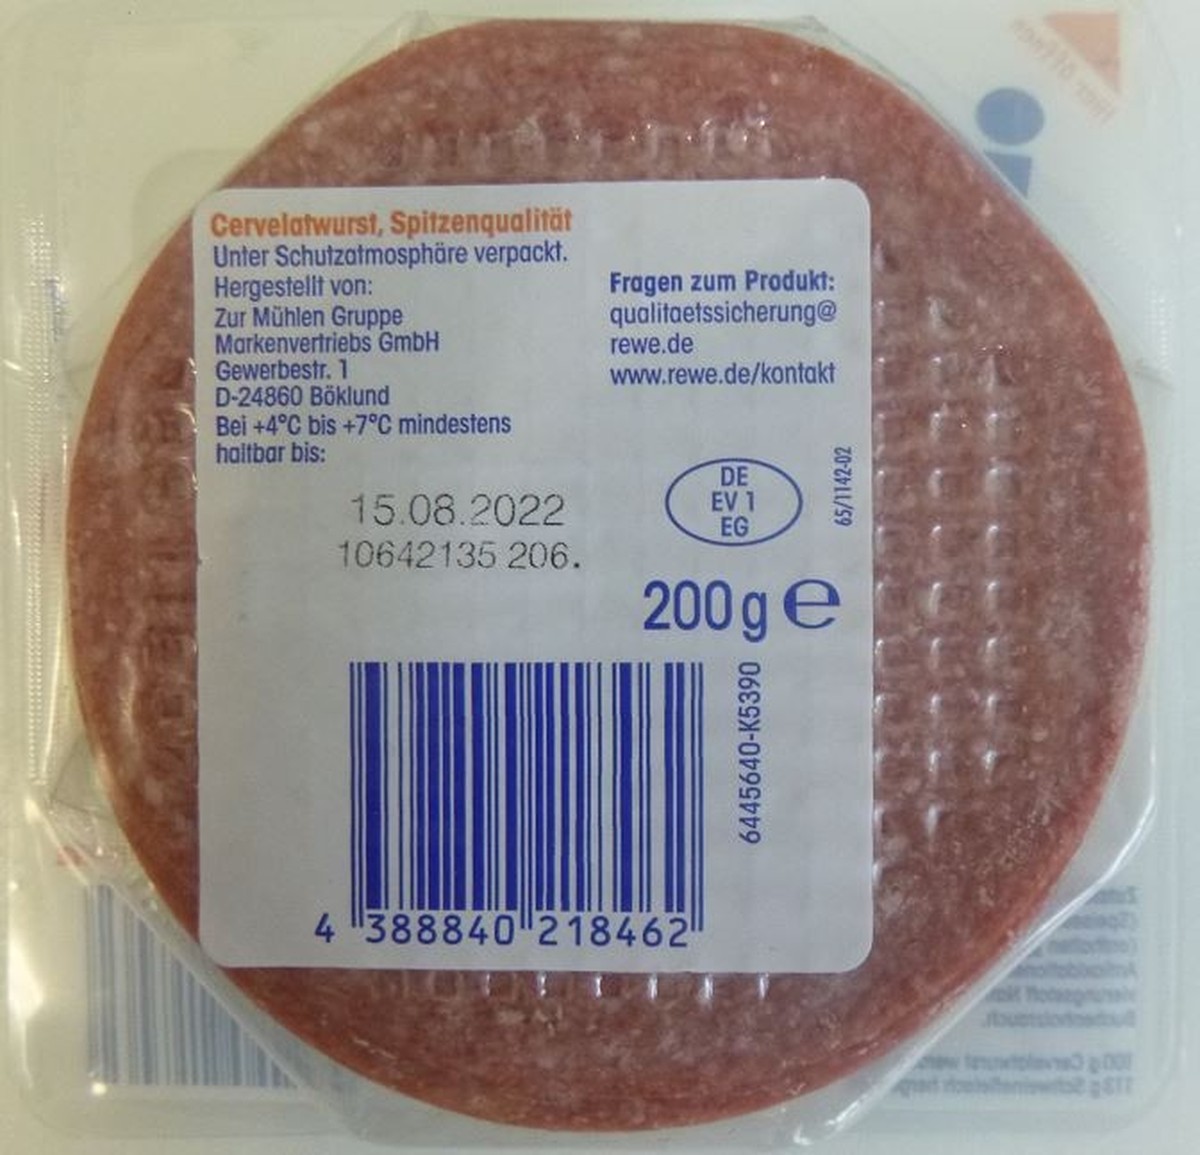 Cervelatwurst, Spitzenqualität
Unter Schutzatmosphäre verpackt.
Hergestellt von:
Zur Mühlen Gruppe
Markenvertriebs GmbH
Gewerbestr. 1
D-24860 Böklund
Bei +4°C bis +7°C mindestens
haltbar bis:
15.08.2022
10642135 206.
Fragen zum Produkt:
qualitaetssicherung@
rewe.de
www.rewe.de/kontakt
DE
EV 1
EG
65/1142-02
200g e
6445640-K5390
4 388840 218462